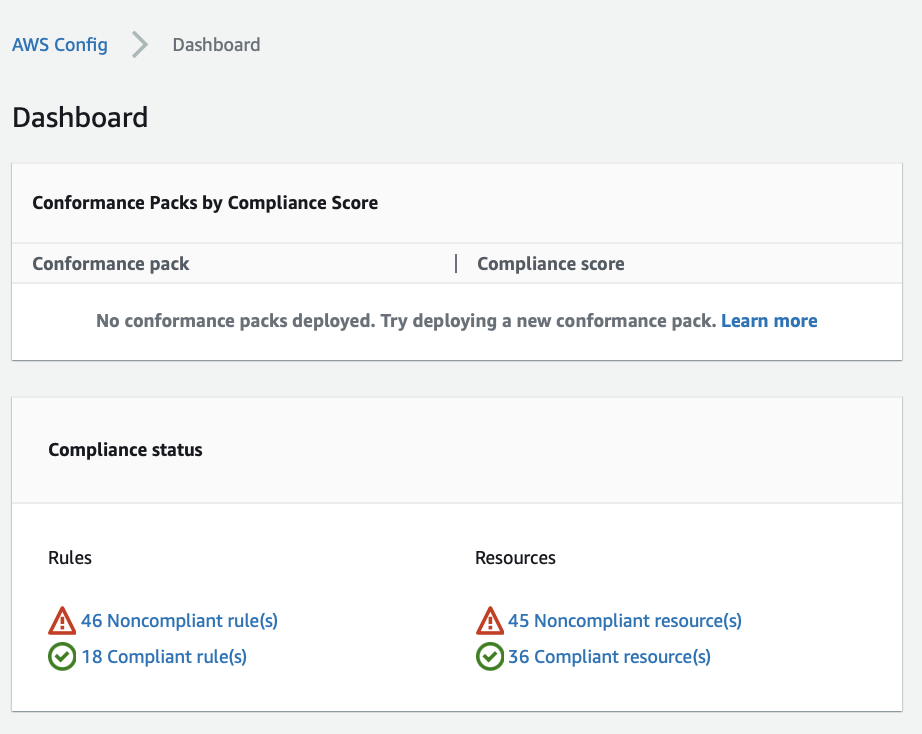 AWS Config > Dashboard
Dashboard
Conformance Packs by Compliance Score
Conformance pack | Compliance score
No conformance packs deployed. Try deploying a new conformance pack. Learn more
Compliance status
Rules
46 Noncompliant rule(s)
18 Compliant rule(s)
Resources
45 Noncompliant resource(s)
36 Compliant resource(s)